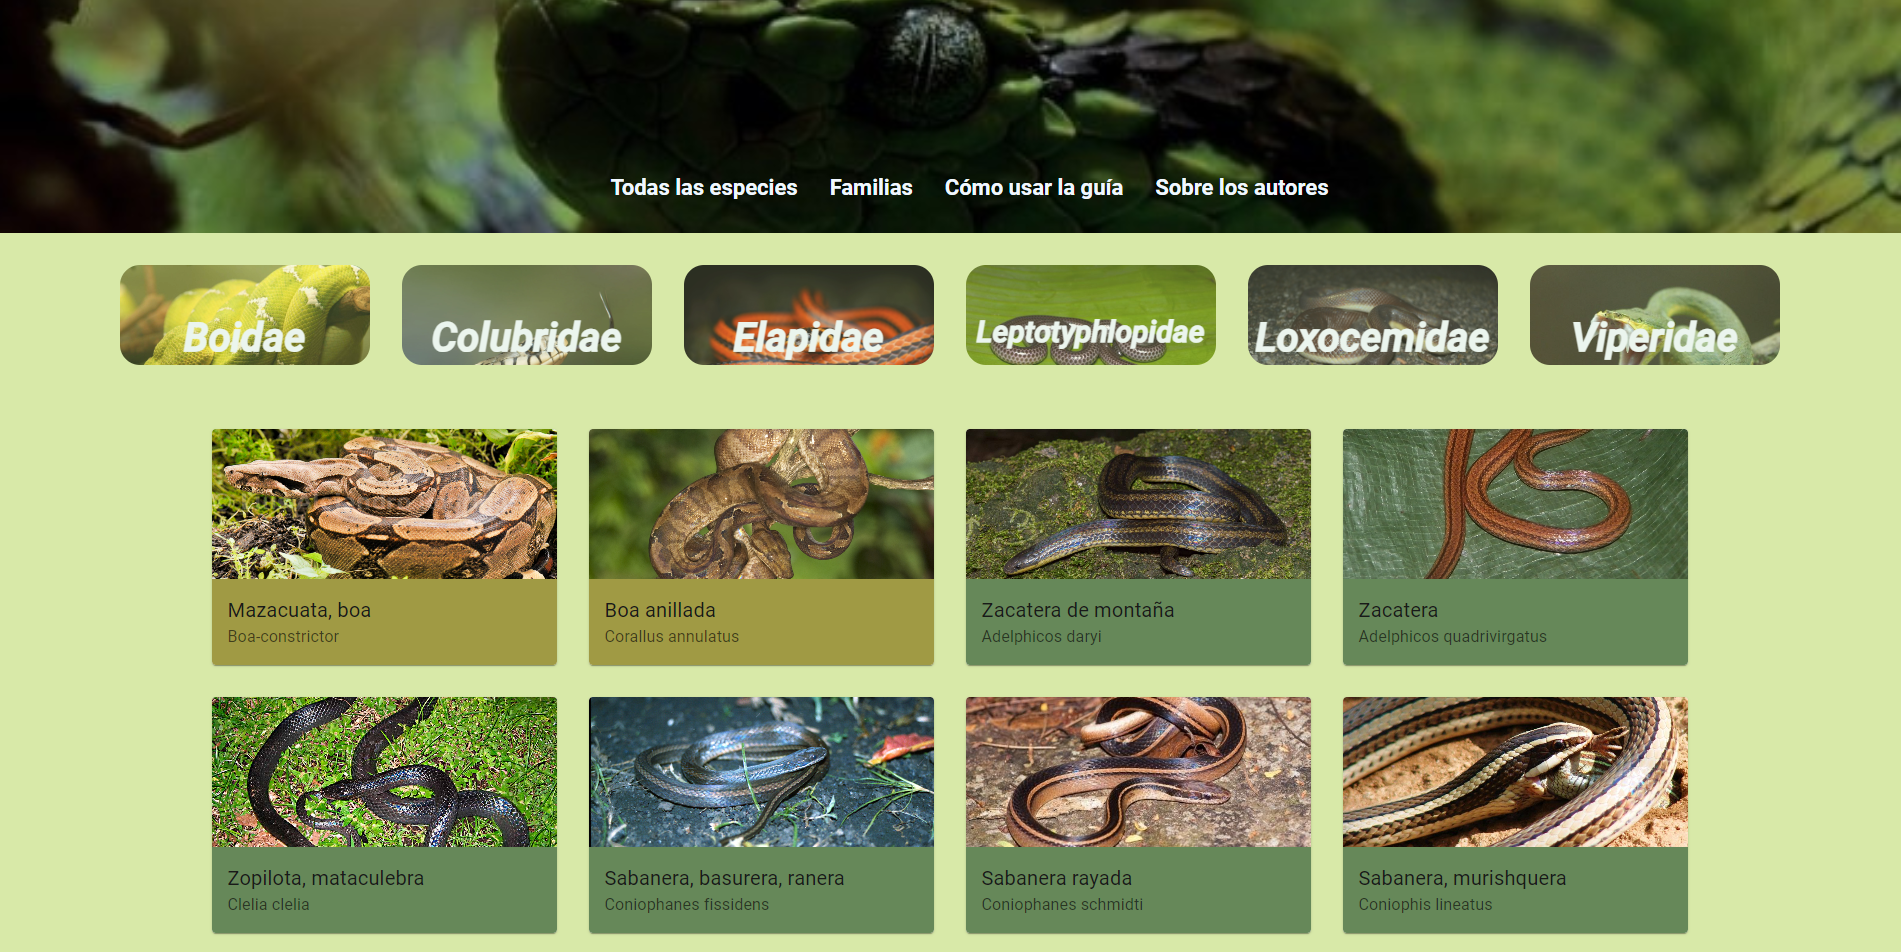 Todas las especies Familias Cómo usar la guía Sobre los autores
Boidae Colubridae Elapidae Leptotyphlopidae Loxocemidae Viperidae
Mazacuata, boa
Boa-constrictor
Boa anillada
Corallus annulatus
Zacatera de montaña
Adelphicos daryi
Zacatera
Adelphicos quadrivirgatus
Zopilota, mataculebra
Clelia clelia
Sabanera, basurera, ranera
Coniophanes fissidens
Sabanera rayada
Coniophanes schmidti
Sabanera, murishquera
Coniophis lineatus